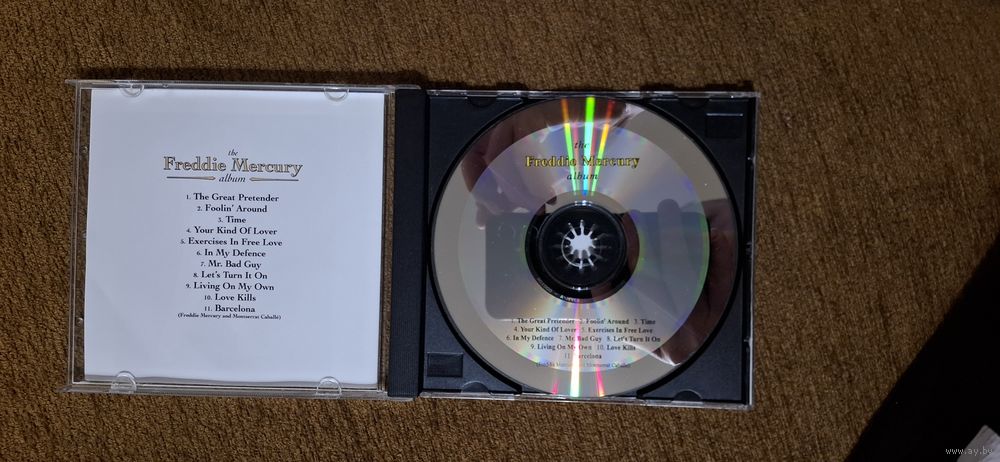 the
Freddie Mercury
album
1. The Great Pretender
2. Foolin' Around
3. Time
4. Your Kind Of Lover
5. Exercises In Free Love
6. In My Defence
7. Mr. Bad Guy
8. Let's Turn It On
9. Living On My Own
10. Love Kills
11. Barcelona
(Freddie Mercury and Montserrat Caballé)
the
Freddie Mercury
album
1. The Great Pretender 2. Foolin' Around 3. Time
4. Your Kind Of Lover 5. Exercises In Free Love
6. In My Defence 7. Mr. Bad Guy 8. Let's Turn It On
9. Living On My Own 10. Love Kills
11. Barcelona
(Freddie Mercury and Montserrat Caballé)
www.ay.by